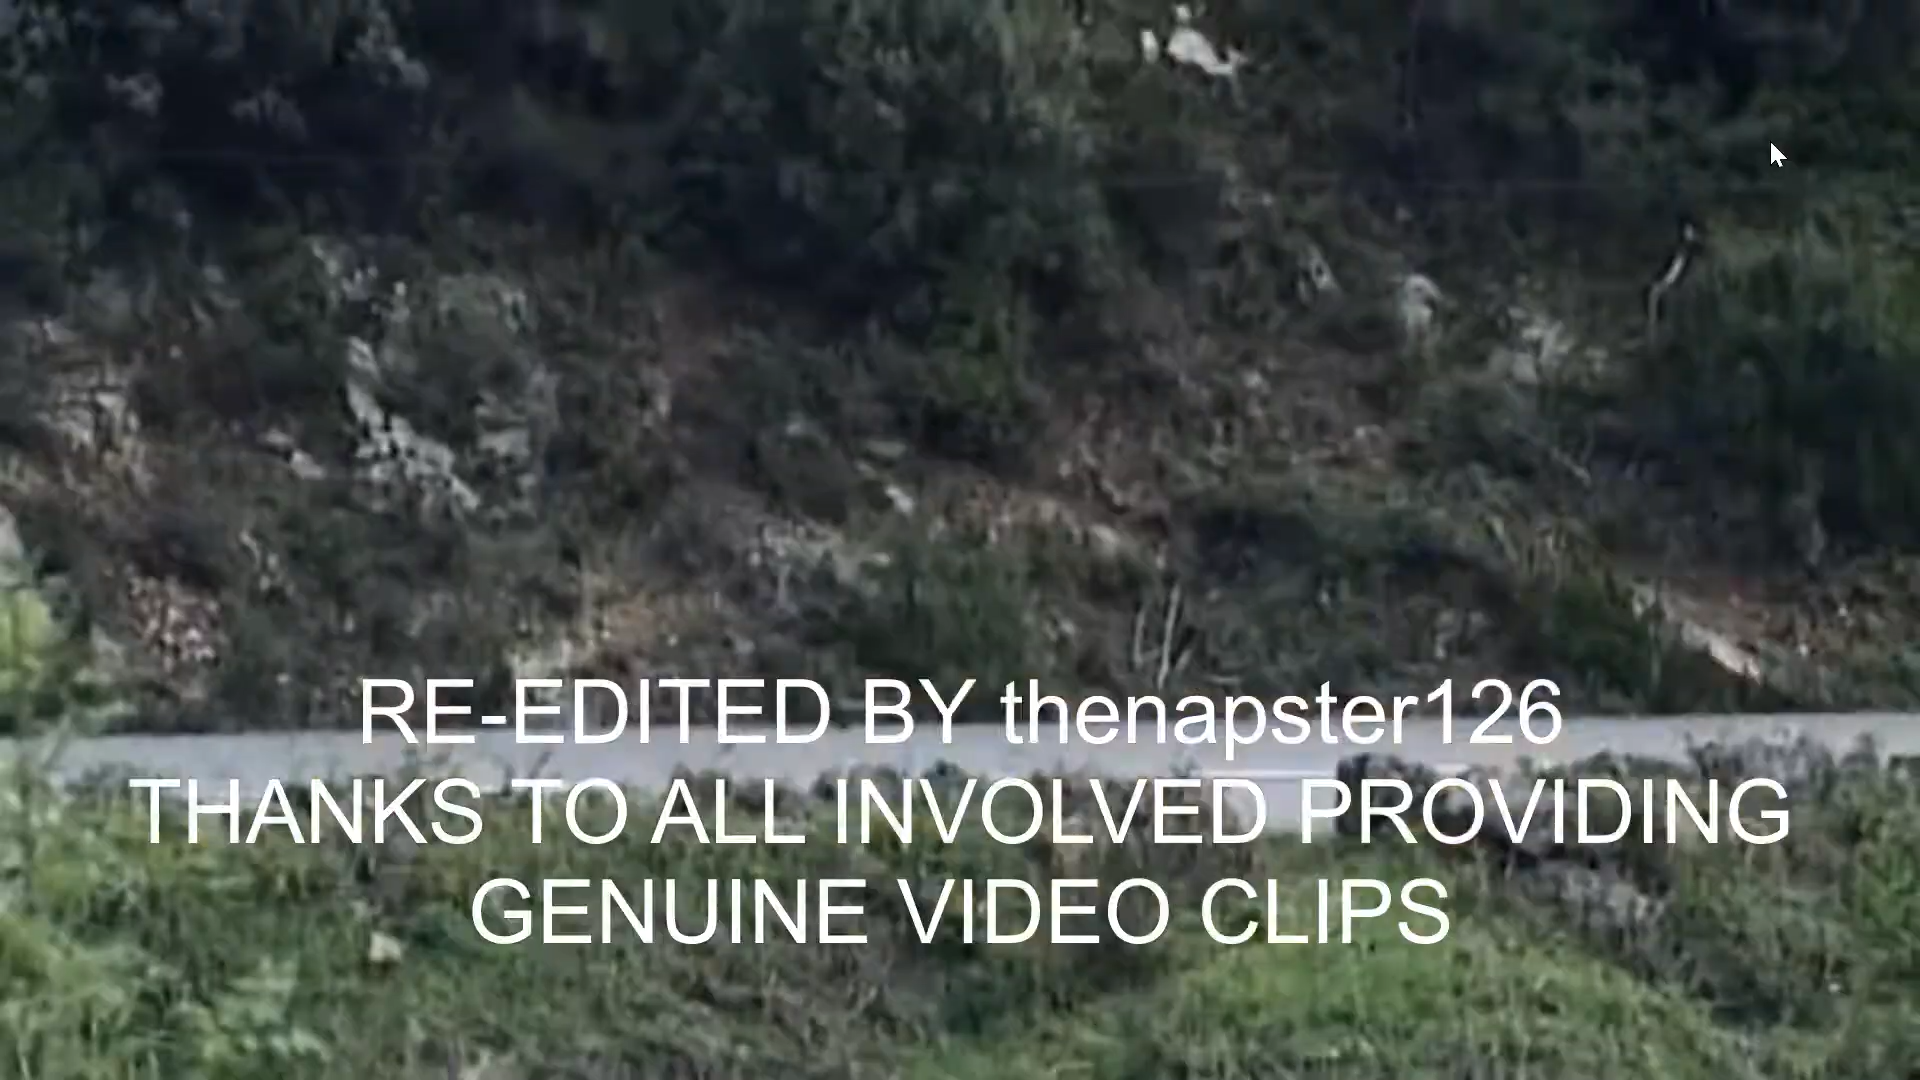 RE-EDITED BY thenapster126
THANKS TO ALL INVOLVED PROVIDING
GENUINE VIDEO CLIPS